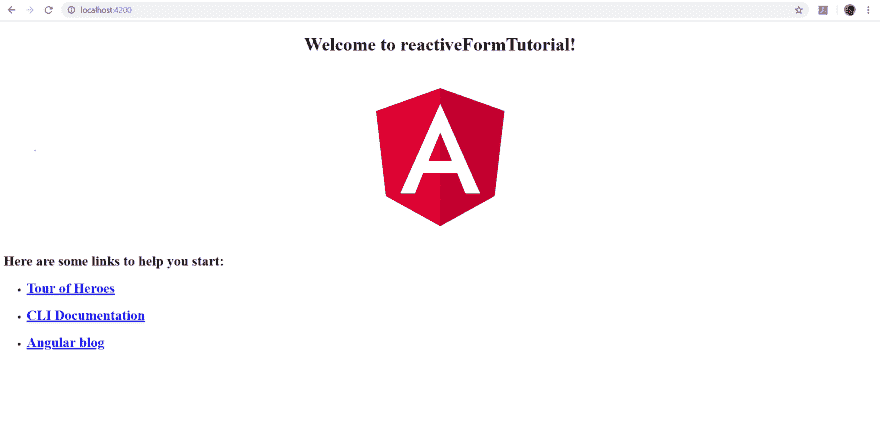 localhost:4200
Welcome to reactiveFormTutorial!
A
Here are some links to help you start:
Tour of Heroes
CLI Documentation
Angular blog